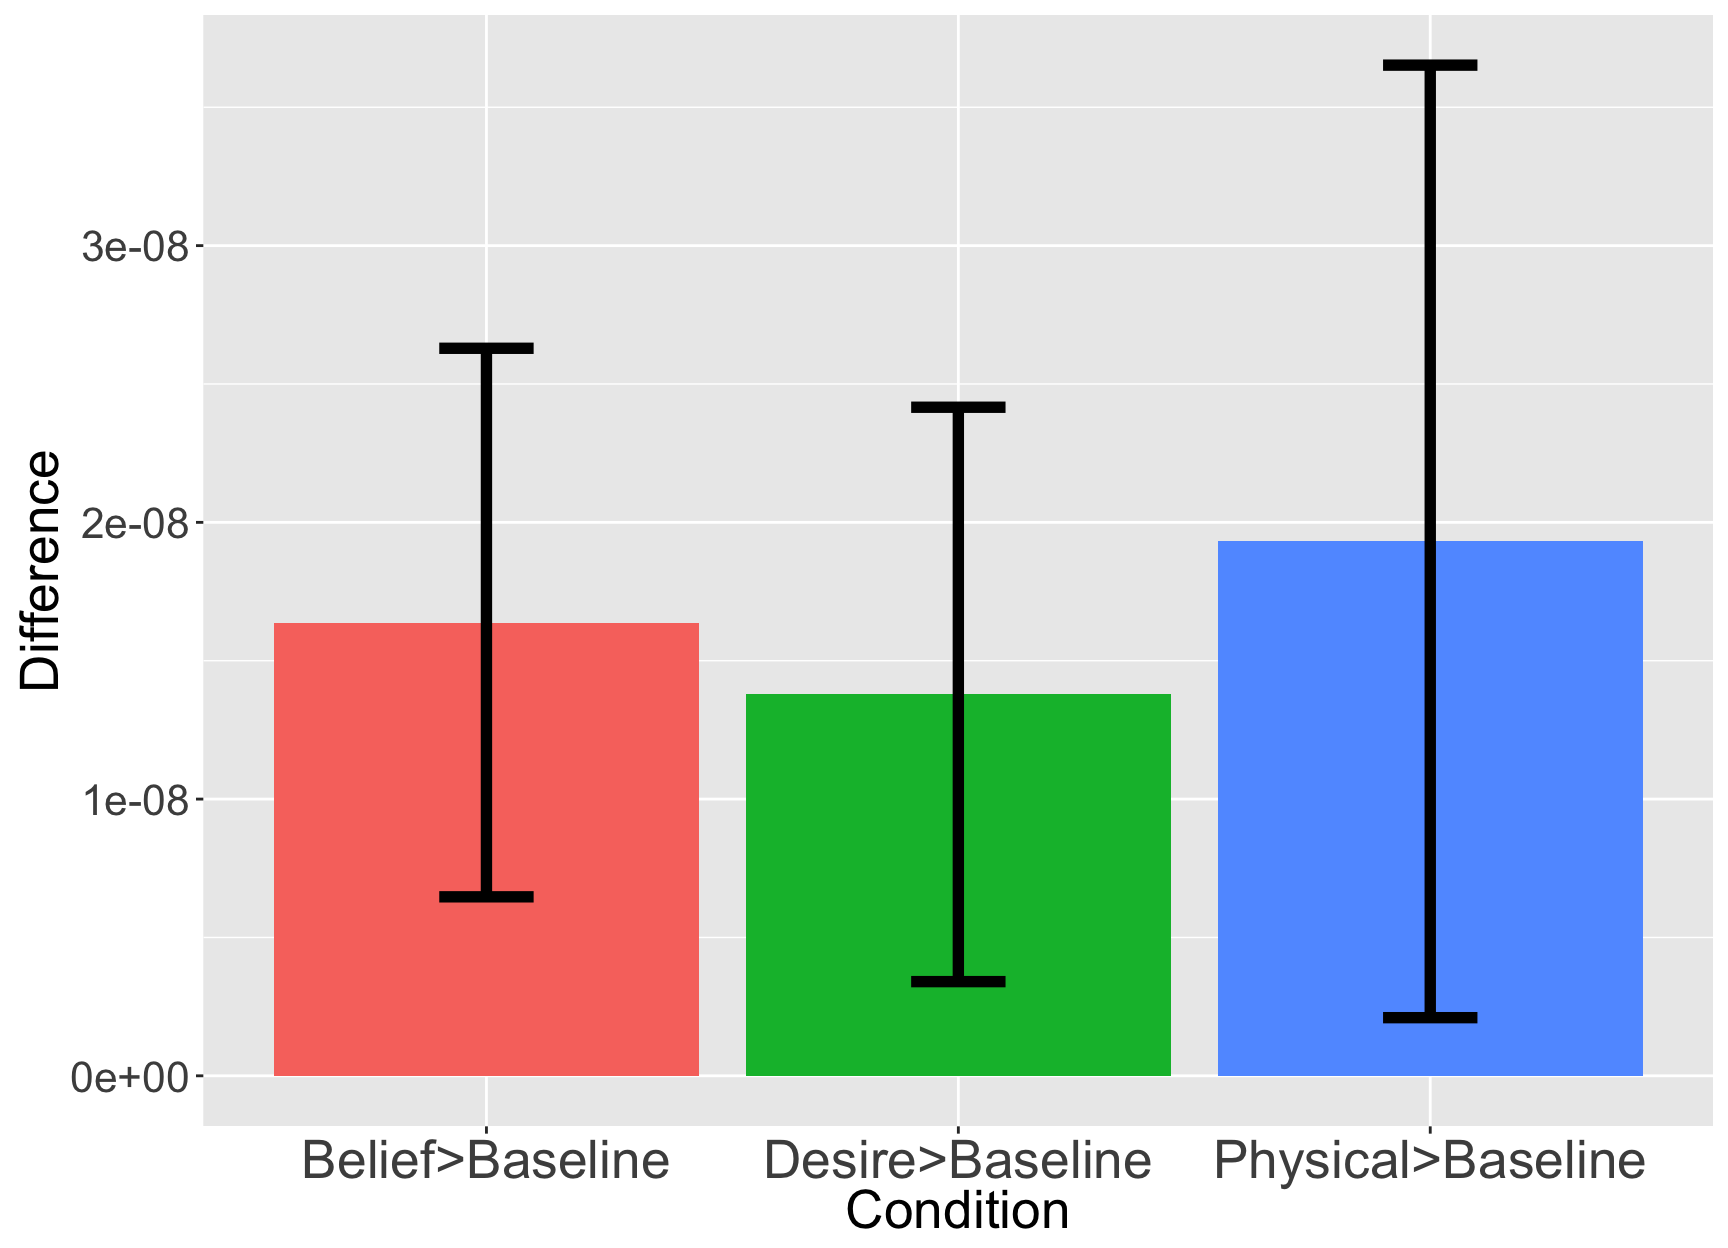 Difference
3e-08
2e-08
1e-08
0e+00
Belief>Baseline
Desire>Baseline
Physical>Baseline
Condition